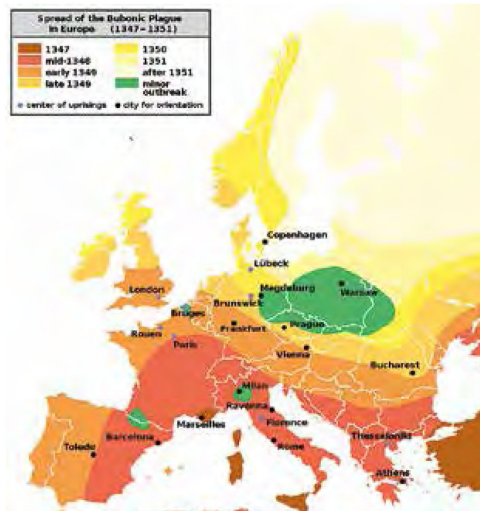 Spread of the Bubonic Plague
in Europe (1347–1351)
1347 1350
mid-1348 1351
early 1349 after 1351
late 1349 minor
outbreak
center of uprisings city for orientation
Copenhagen
Lübeck
London
Brunswick Magdeburg Warsaw
Bruges
Rouen Frankfurt Prague
Paris
Vienna
Bucharest
Milan
Ravenna
Marseilles Florence
Toledo Barcelona Rome Thessaloniki
Athens